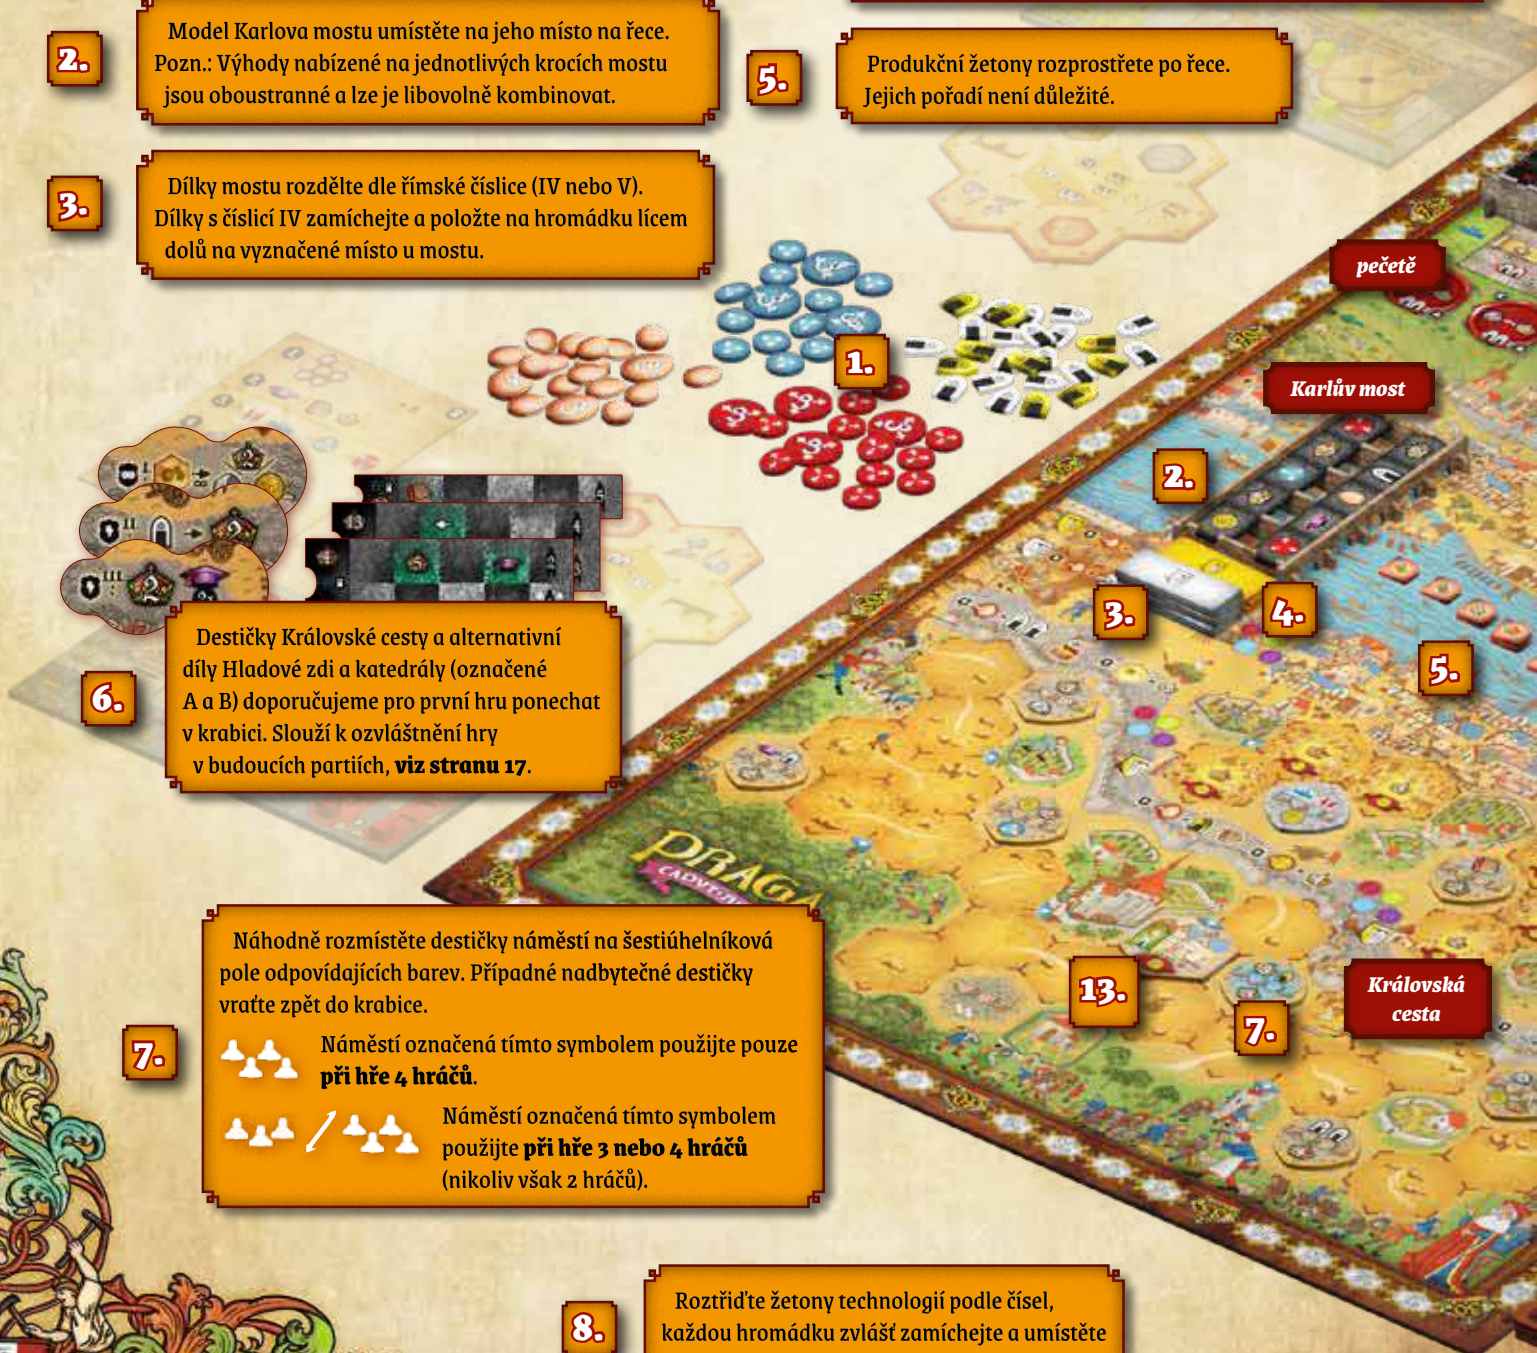 2.
Model Karlova mostu umístěte na jeho místo na řece.
Pozn.: Výhody nabízené na jednotlivých krocích mostu
jsou oboustranné a lze je libovolně kombinovat.
5.
Produkční žetony rozprostřete po řece.
Jejich pořadí není důležité.
3.
Dílky mostu rozdělte dle římské číslice (IV nebo V).
Dílky s číslicí IV zamíchejte a položte na hromádku lícem
dolů na vyznačené místo u mostu.
pečetě
1.
Karlův most
2.
3.
4.
5.
6.
Destičky Královské cesty a alternativní
díly Hladové zdi a katedrály (označené
A a B) doporučujeme pro první hru ponechat
v krabici. Slouží k ozvláštnění hry
v budoucích partiích, viz stranu 17.
PRAGA
13.
7.
Královská
cesta
7.
Náhodně rozmístěte destičky náměstí na šestiúhelníková
pole odpovídajících barev. Případné nadbytečné destičky
vraťte zpět do krabice.
Náměstí označená tímto symbolem použijte pouze
při hře 4 hráčů.
Náměstí označená tímto symbolem
použijte při hře 3 nebo 4 hráčů
(nikoliv však 2 hráčů).
8.
Roztřiďte žetony technologií podle čísel,
každou hromádku zvlášť zamíchejte a umístěte